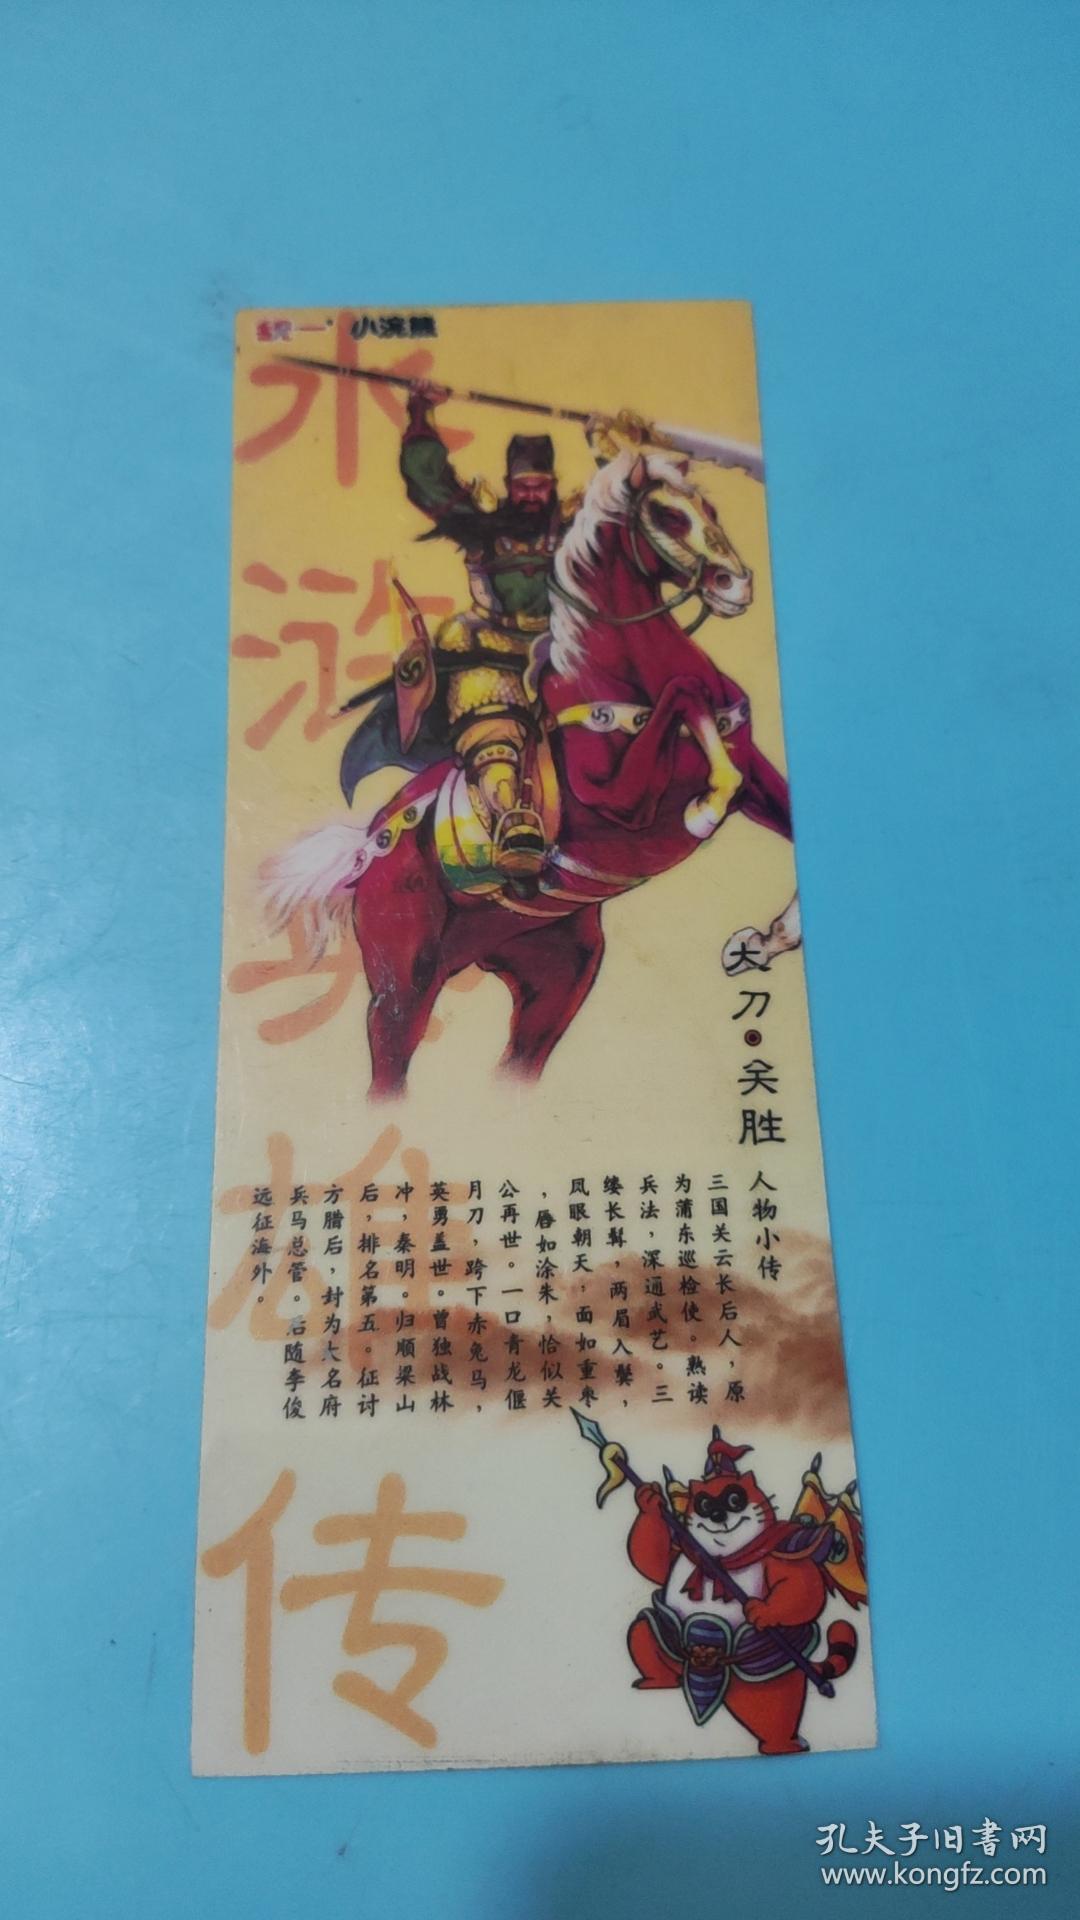 统一 小浣熊
水浒英雄传
大刀·关胜
人物小传
三国关云长后人，原
为蒲东巡检使。熟读
兵法，深通武艺。三
缕长髯，两眉入鬓，
凤眼朝天，面如重枣
，唇如涂朱，恰似关
公再世。一口青龙偃
月刀，跨下赤兔马，
英勇盖世。曾独战林
冲，秦明。归顺梁山
后，排名第五。征讨
方腊后，封为大名府
兵马总管。后随李俊
远征海外。
孔夫子旧书网
www.kongfz.com